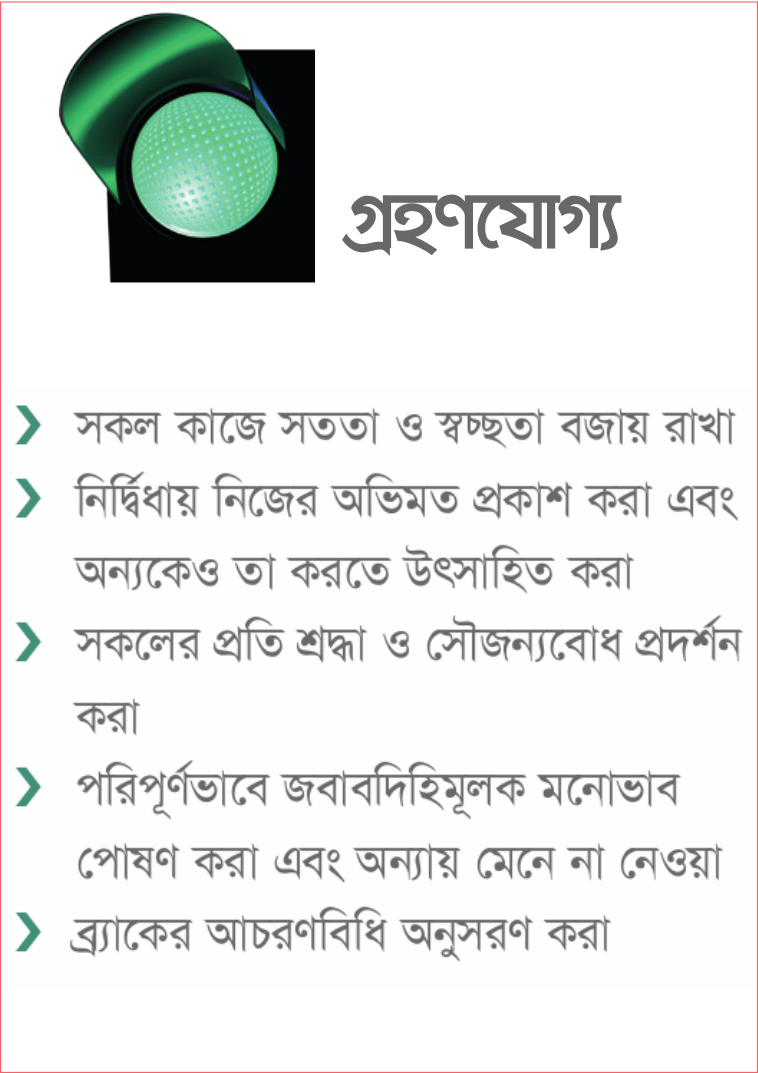 গ্রহণযোগ্য
সকল কাজে সততা ও স্বচ্ছতা বজায় রাখা
নির্দ্বিধায় নিজের অভিমত প্রকাশ করা এবং
অন্যকেও তা করতে উৎসাহিত করা
সকলের প্রতি শ্রদ্ধা ও সৌজন্যবোধ প্রদর্শন
করা
পরিপূর্ণভাবে জবাবদিহিমূলক মনোভাব
পোষণ করা এবং অন্যায় মেনে না নেওয়া
ব্র্যাকের আচরণবিধি অনুসরণ করা